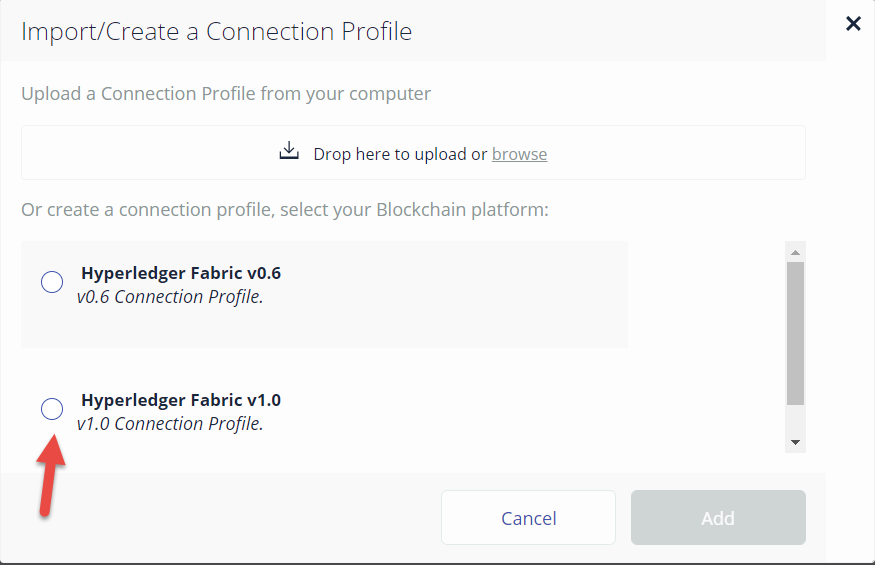 Import/Create a Connection Profile
Upload a Connection Profile from your computer
Drop here to upload or browse
Or create a connection profile, select your Blockchain platform:
Hyperledger Fabric v0.6
v0.6 Connection Profile.
Hyperledger Fabric v1.0
v1.0 Connection Profile.
Cancel
Add